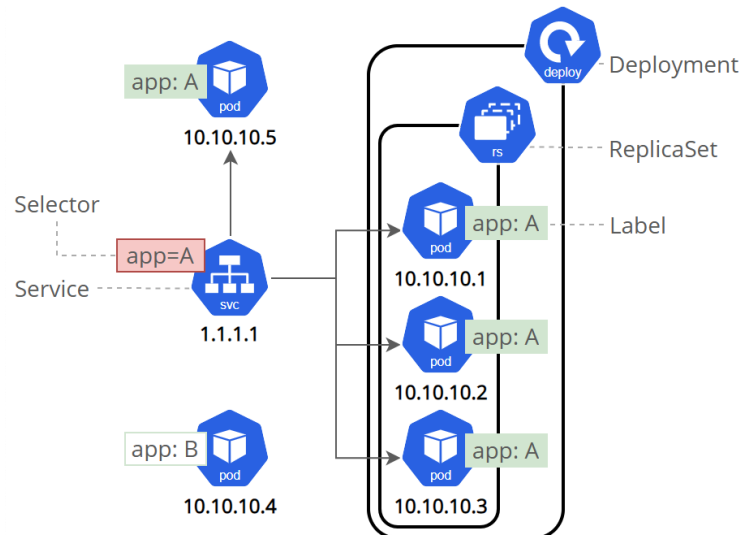 deploy
Deployment
app: A
pod
10.10.10.5
rs
ReplicaSet
Selector
app=A
Service
svc
1.1.1.1
pod
app: A
Label
10.10.10.1
pod
app: A
10.10.10.2
app: B
pod
10.10.10.4
pod
app: A
10.10.10.3